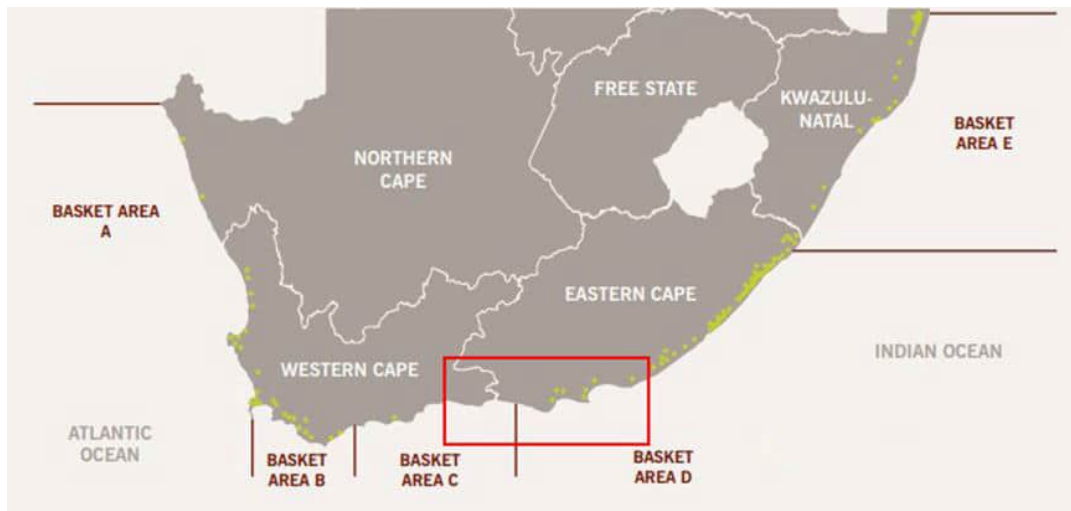 FREE STATE
KWAZULU-
NATAL
BASKET
AREA E
NORTHERN
CAPE
BASKET AREA
A
EASTERN CAPE
INDIAN OCEAN
WESTERN CAPE
ATLANTIC
OCEAN
BASKET
AREA B
BASKET
AREA C
BASKET
AREA D